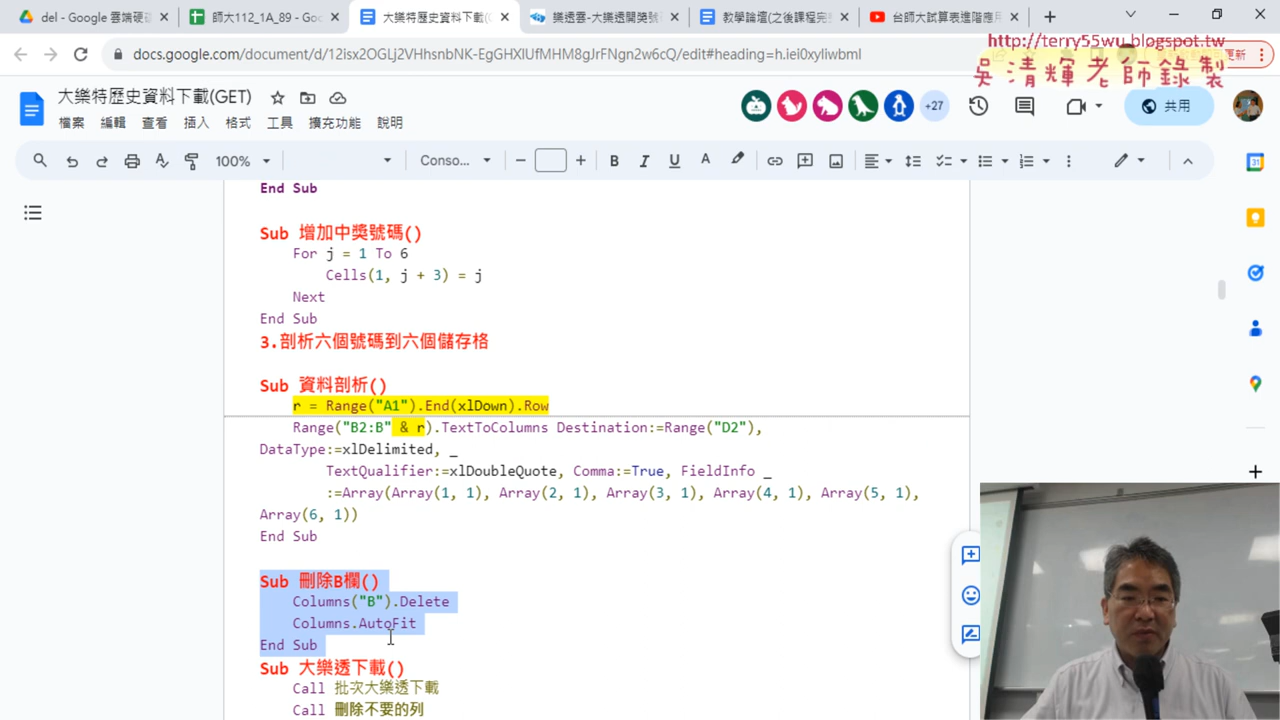 del - Google 雲端硬碟
師大112_1A_89 - Goo
大樂特歷史資料下載(G
樂透雲-大樂透開獎號
教學論壇(之後課程完
台師大試算表進階應用
docs.google.com/document/d/12Isx2OGLj2VHnsnbNK-EgGHXlUfMHM8gJrFNgn2w6cQ/edit#heading=h.iei0xyliwbml
http://terry55wu.blogspot.tw
吳清輝老師錄製
大樂特歷史資料下載(GET)
檔案 編輯 查看 插入 格式 工具 擴充功能 說明
+27
共用
100%
Conso...
End Sub
Sub 增加中獎號碼()
For j = 1 To 6
Cells(1, j + 3) = j
Next
End Sub
3.剖析六個號碼到六個儲存格
Sub 資料剖析()
r = Range("A1").End(xlDown).Row
Range("B2:B" & r).TextToColumns Destination:=Range("D2"),
DataType:=xlDelimited, _
TextQualifier:=xlDoubleQuote, Comma:=True, FieldInfo _
:=Array(Array(1, 1), Array(2, 1), Array(3, 1), Array(4, 1), Array(5, 1),
Array(6, 1))
End Sub
Sub 刪除B欄()
Columns("B").Delete
Columns.AutoFit
End Sub
Sub 大樂透下載()
Call 批次大樂透下載
Call 刪除不要的列